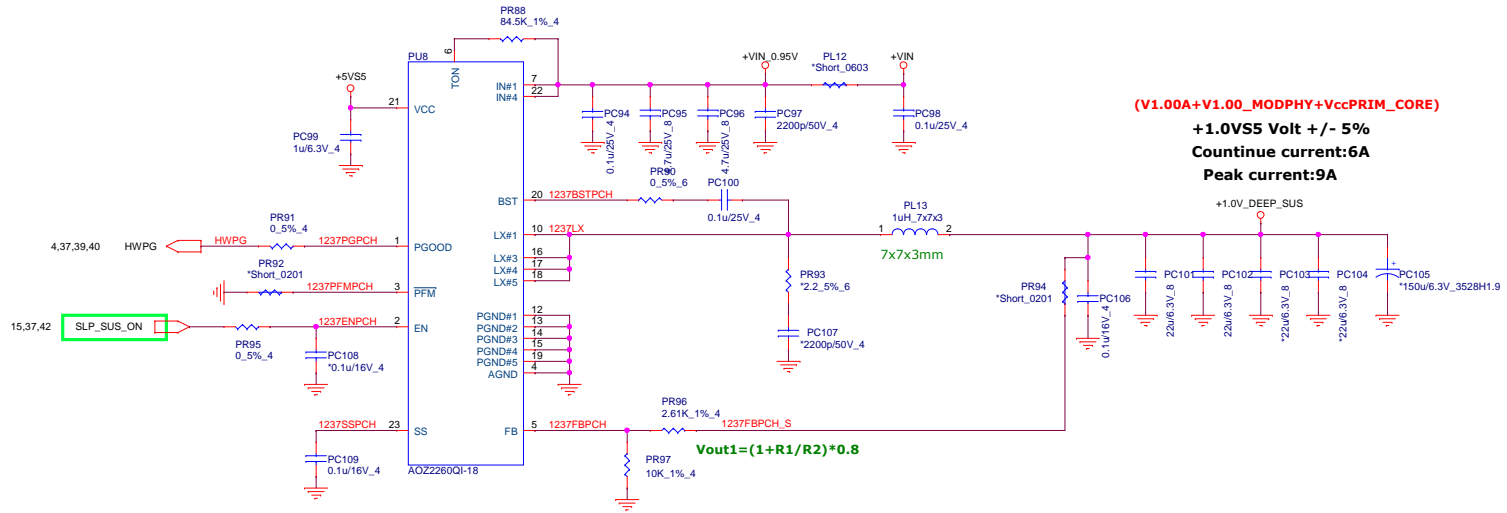 PR88
84.5K_1%_4
PU8
6
TON
+5VS5
21
VCC
PC99
1u/6.3V_4
IN#1
7
IN#4
22
+VIN_0.95V
PL12
*Short_0603
+VIN
PC94
0.1u/25V_4
PC95
4.7u/25V_8
PC96
4.7u/25V_8
PC97
2200p/50V_4
PC98
0.1u/25V_4
(V1.00A+V1.00_MODPHY+VccPRIM_CORE)
+1.0VS5 Volt +/- 5%
Countinue current:6A
Peak current:9A
+1.0V_DEEP_SUS
BST
20
1237BSTPCH
PR90
0_5%_6
PC100
0.1u/25V_4
LX#1
10
1237LX
LX#3
16
LX#4
17
LX#5
18
PL13
1uH_7x7x3
1
2
7x7x3mm
4,37,39,40
HWPG
HWPG
PR91
0_5%_4
1237PGPCH
1
PGOOD
PR92
*Short_0201
1237PFMPCH
3
PFM
15,37,42
SLP_SUS_ON
PR95
0_5%_4
1237ENPCH
2
EN
PC108
*0.1u/16V_4
PGND#1
12
PGND#2
13
PGND#3
14
PGND#4
15
PGND#5
19
AGND
4
PR93
*2.2_5%_6
PC107
*2200p/50V_4
PR94
*Short_0201
PC106
0.1u/16V_4
PC101
22u/6.3V_8
PC102
22u/6.3V_8
PC103
*22u/6.3V_8
PC104
*22u/6.3V_8
+
PC105
*150u/6.3V_3528H1.9
1237SSPCH
23
SS
PC109
0.1u/16V_4
FB
5
1237FBPCH
PR96
2.61K_1%_4
1237FBPCH_S
Vout1=(1+R1/R2)*0.8
PR97
10K_1%_4
AOZ2260QI-18